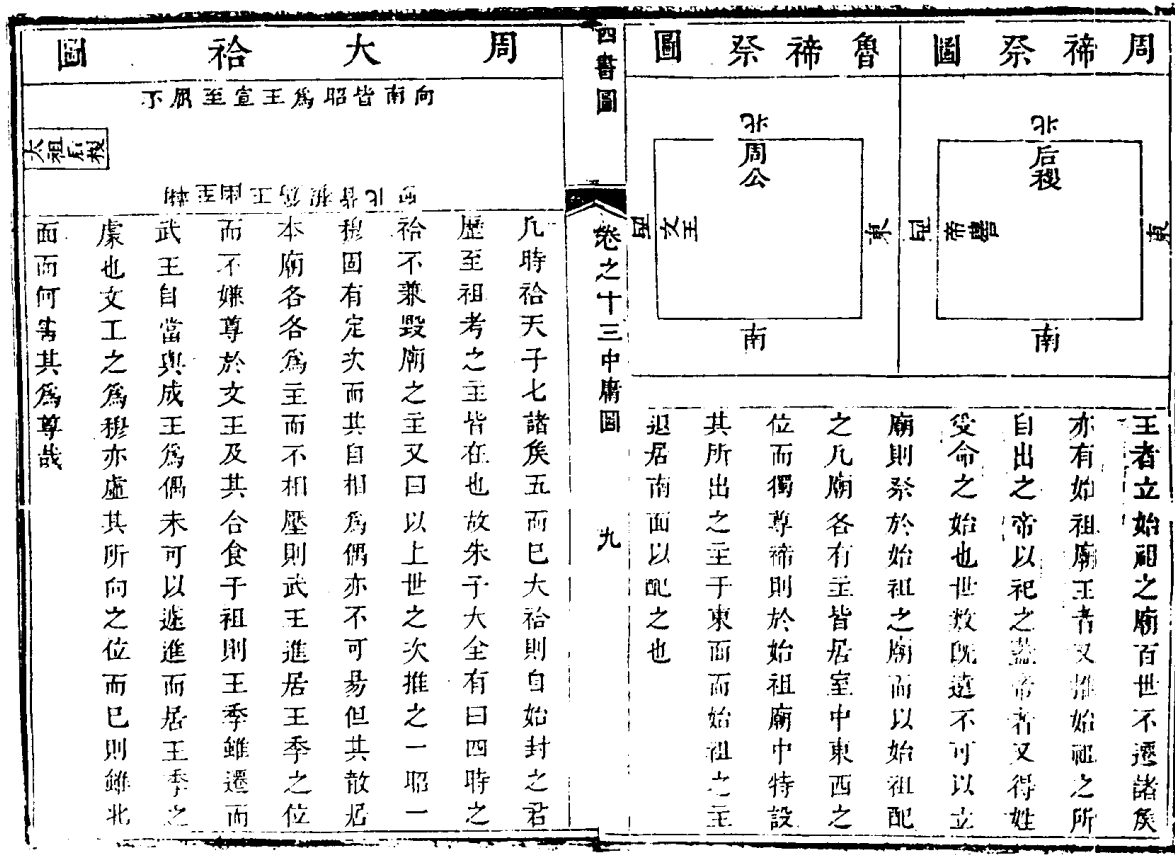 周禘祭圖
北
后稷
東
帝嚳
南
魯禘祭圖
北
周公
東
文王
南
王者立始祖之廟百世不遷諸矦
亦有始祖廟王者又推始祖之所
自出之帝以祀之蓋帝者又得姓
受命之始也世数既遠不可以立
廟則祭於始祖之廟而以始祖配
之凡廟各有主皆居室中東西之
位而獨尊禘則於始祖廟中特設
其所出之主于東面而始祖之主
退居南面以配之也
四書圖
卷之十三中庸圖
九
周大祫圖
向南皆昭爲王宣至
太祖后稷
向北皆穆爲王
凡時祫天子七諸矦五而已大祫則自始封之君
歷至祖考之主皆在也故朱子大全有曰四時之
祫不兼毀廟之主又曰以上世之次推之一昭一
穆固有定次而其自相爲偶亦不可易但其散居
本廟各各爲主而不相壓則武王進居王季之位
而不嫌尊於文王及其合食于祖則王季雖遷而
武王自當與成王爲偶未可以遽進而居王季之
處也文王之爲穆亦虛其所向之位而已則雖北
面而何害其爲尊哉